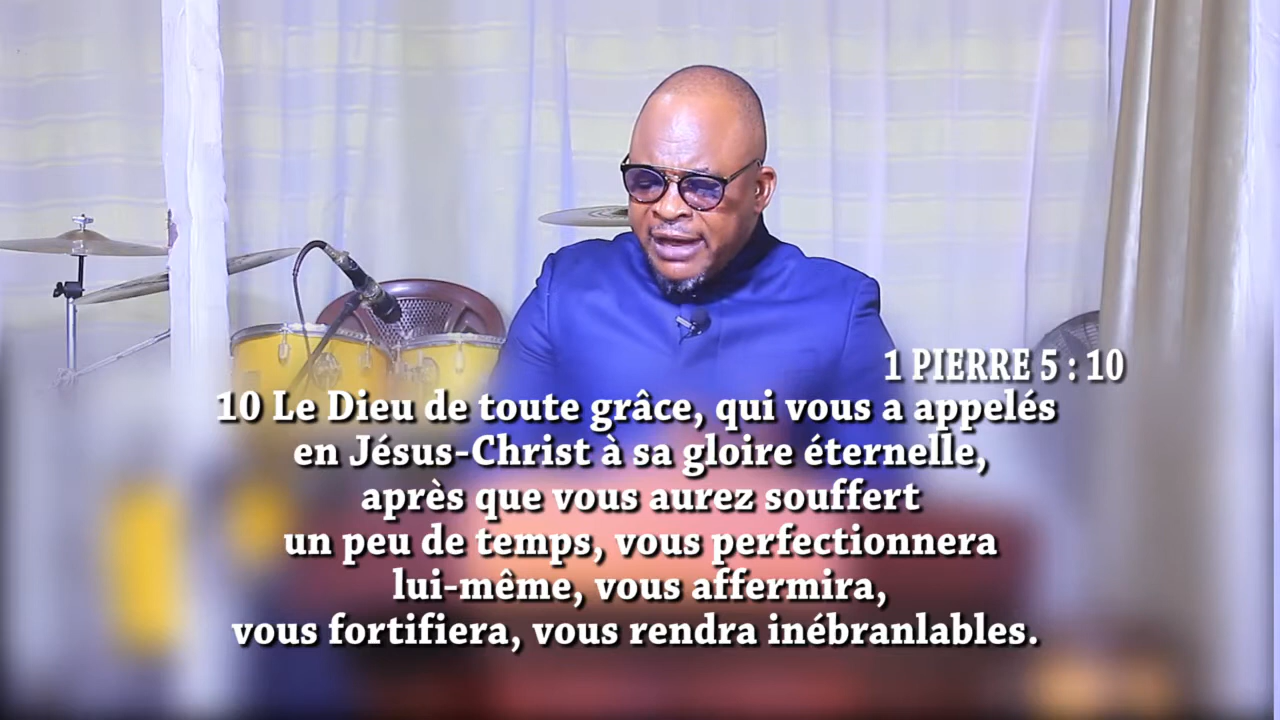 1 PIERRE 5 : 10
10 Le Dieu de toute grâce, qui vous a appelés
en Jésus-Christ à sa gloire éternelle,
après que vous aurez souffert
un peu de temps, vous perfectionnera
lui-même, vous affermira,
vous fortifiera, vous rendra inébranlables.